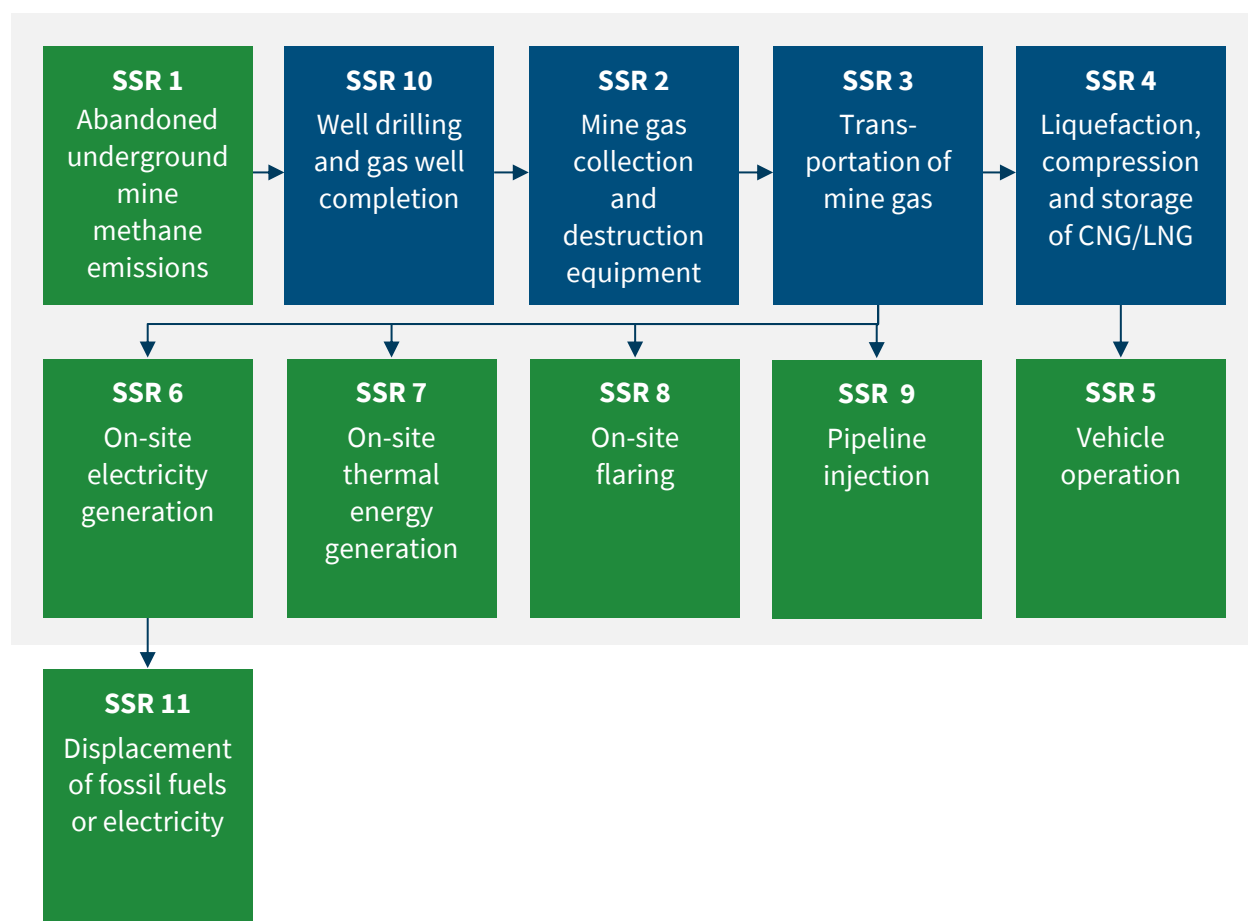 SSR 1
Abandoned
underground
mine
methane
emissions
SSR 10
Well drilling
and gas well
completion
SSR 2
Mine gas
collection
and
destruction
equipment
SSR 3
Trans-
portation of
mine gas
SSR 4
Liquefaction,
compression
and storage
of CNG/LNG
SSR 6
On-site
electricity
generation
SSR 7
On-site
thermal
energy
generation
SSR 8
On-site
flaring
SSR 9
Pipeline
injection
SSR 5
Vehicle
operation
SSR 11
Displacement
of fossil fuels
or electricity